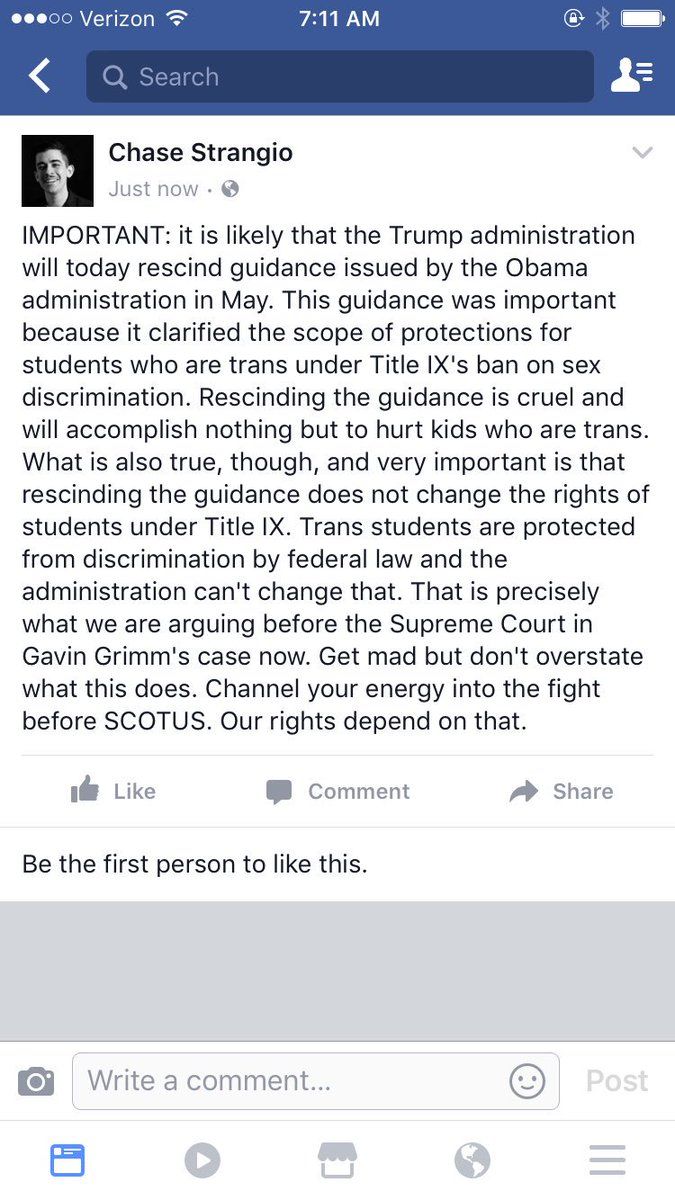 Verizon 7:11 AM
Search
Chase Strangio
Just now ·
IMPORTANT: it is likely that the Trump administration
will today rescind guidance issued by the Obama
administration in May. This guidance was important
because it clarified the scope of protections for
students who are trans under Title IX's ban on sex
discrimination. Rescinding the guidance is cruel and
will accomplish nothing but to hurt kids who are trans.
What is also true, though, and very important is that
rescinding the guidance does not change the rights of
students under Title IX. Trans students are protected
from discrimination by federal law and the
administration can't change that. That is precisely
what we are arguing before the Supreme Court in
Gavin Grimm's case now. Get mad but don't overstate
what this does. Channel your energy into the fight
before SCOTUS. Our rights depend on that.
Like Comment Share
Be the first person to like this.
Write a comment... Post